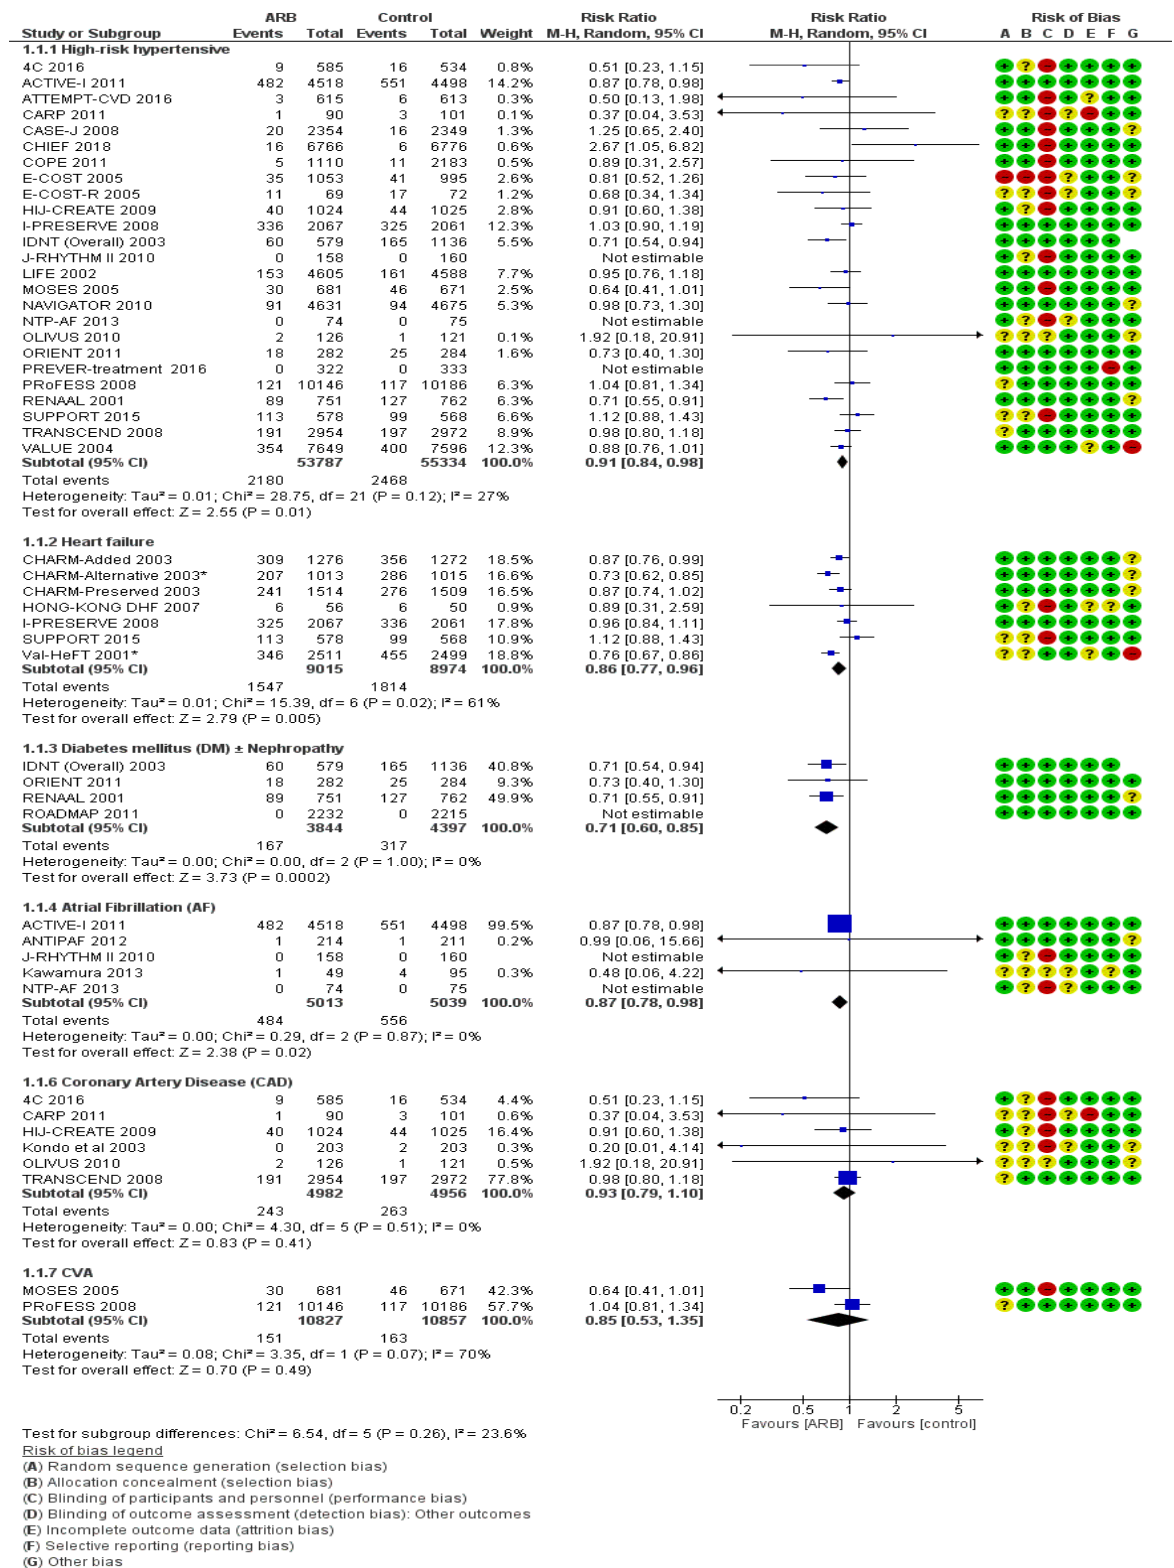 ARB Control Risk Ratio Risk Ratio Risk of Bias
Study or Subgroup Events Total Events Total Weight M-H, Random, 95% CI M-H, Random, 95% CI A B C D E F G
1.1.1 High-risk hypertensive
4C 2016 9 585 16 534 0.8% 0.51 [0.23, 1.15] + ? - + + + +
ACTIVE-I 2011 482 4518 551 4498 14.2% 0.87 [0.78, 0.98] + + + + + + +
ATTEMPT-CVD 2016 3 615 6 613 0.3% 0.50 [0.13, 1.98] + + - + ? + +
CARP 2011 1 90 3 101 0.1% 0.37 [0.04, 3.53] ? ? - ? - + +
CASE-J 2008 20 2354 16 2349 1.3% 1.25 [0.65, 2.40] + + - + + + ?
CHIEF 2018 16 6766 6 6776 0.6% 2.67 [1.05, 6.82] + + - + + + +
COPE 2011 5 1110 11 2183 0.5% 0.89 [0.31, 2.57] + + - + + + +
E-COST 2005 35 1053 41 995 2.6% 0.81 [0.52, 1.26] - - - ? + + ?
E-COST-R 2005 11 69 17 72 1.2% 0.68 [0.34, 1.34] ? ? - ? + + ?
HIJ-CREATE 2009 40 1024 44 1025 2.8% 0.91 [0.60, 1.38] + ? - + + + +
I-PRESERVE 2008 336 2067 325 2061 12.3% 1.03 [0.90, 1.19] + + + + + + +
IDNT (Overall) 2003 60 579 165 1136 5.5% 0.71 [0.54, 0.94] + + + + + +
J-RHYTHM II 2010 0 158 0 160 Not estimable + ? - + + + +
LIFE 2002 153 4605 161 4588 7.7% 0.95 [0.76, 1.18] + + + + + + +
MOSES 2005 30 681 46 671 2.5% 0.64 [0.41, 1.01] + + - + + + +
NAVIGATOR 2010 91 4631 94 4675 5.3% 0.98 [0.73, 1.30] + + + + + + ?
NTP-AF 2013 0 74 0 75 Not estimable + ? - ? + + +
OLIVUS 2010 2 126 1 121 0.1% 1.92 [0.18, 20.91] ? ? ? + + + ?
ORIENT 2011 18 282 25 284 1.6% 0.73 [0.40, 1.30] + + + + + + +
PREVER-treatment 2016 0 322 0 333 Not estimable + + + + + - +
PRoFESS 2008 121 10146 117 10186 6.3% 1.04 [0.81, 1.34] ? + + + + + +
RENAAL 2001 89 751 127 762 6.3% 0.71 [0.55, 0.91] + + + + + + ?
SUPPORT 2015 113 578 99 568 6.6% 1.12 [0.88, 1.43] ? ? - + + + +
TRANSCEND 2008 191 2954 197 2972 8.9% 0.98 [0.80, 1.18] ? + + + + + +
VALUE 2004 354 7649 400 7596 12.3% 0.88 [0.76, 1.01] + + + + ? + -
Subtotal (95% CI) 53787 55334 100.0% 0.91 [0.84, 0.98]
Total events 2180 2468
Heterogeneity: Tau² = 0.01; Chi² = 28.75, df = 21 (P = 0.12); I² = 27%
Test for overall effect: Z = 2.55 (P = 0.01)
1.1.2 Heart failure
CHARM-Added 2003 309 1276 356 1272 18.5% 0.87 [0.76, 0.99] + + + + + + ?
CHARM-Alternative 2003* 207 1013 286 1015 16.6% 0.73 [0.62, 0.85] + + + + + + ?
CHARM-Preserved 2003 241 1514 276 1509 16.5% 0.87 [0.74, 1.02] + + + + + + ?
HONG-KONG DHF 2007 6 56 6 50 0.9% 0.89 [0.31, 2.59] + ? - + ? ? +
I-PRESERVE 2008 325 2067 336 2061 17.8% 0.96 [0.84, 1.11] + + + + + + +
SUPPORT 2015 113 578 99 568 10.9% 1.12 [0.88, 1.43] ? ? - + + + +
Val-HeFT 2001* 346 2511 455 2499 18.8% 0.76 [0.67, 0.86] ? ? + + ? + -
Subtotal (95% CI) 9015 8974 100.0% 0.86 [0.77, 0.96]
Total events 1547 1814
Heterogeneity: Tau² = 0.01; Chi² = 15.39, df = 6 (P = 0.02); I² = 61%
Test for overall effect: Z = 2.79 (P = 0.005)
1.1.3 Diabetes mellitus (DM) ± Nephropathy
IDNT (Overall) 2003 60 579 165 1136 40.8% 0.71 [0.54, 0.94] + + + + + +
ORIENT 2011 18 282 25 284 9.3% 0.73 [0.40, 1.30] + + + + + + +
RENAAL 2001 89 751 127 762 49.9% 0.71 [0.55, 0.91] + + + + + + ?
ROADMAP 2011 0 2232 0 2215 Not estimable + + + + + + +
Subtotal (95% CI) 3844 4397 100.0% 0.71 [0.60, 0.85]
Total events 167 317
Heterogeneity: Tau² = 0.00; Chi² = 0.00, df = 2 (P = 1.00); I² = 0%
Test for overall effect: Z = 3.73 (P = 0.0002)
1.1.4 Atrial Fibrillation (AF)
ACTIVE-I 2011 482 4518 551 4498 99.5% 0.87 [0.78, 0.98] + + + + + + +
ANTIPAF 2012 1 214 1 211 0.2% 0.99 [0.06, 15.66] + + + + + + ?
J-RHYTHM II 2010 0 158 0 160 Not estimable + ? - + + + +
Kawamura 2013 1 49 4 95 0.3% 0.48 [0.06, 4.22] ? ? ? ? + ? +
NTP-AF 2013 0 74 0 75 Not estimable + ? - ? + + +
Subtotal (95% CI) 5013 5039 100.0% 0.87 [0.78, 0.98]
Total events 484 556
Heterogeneity: Tau² = 0.00; Chi² = 0.29, df = 2 (P = 0.87); I² = 0%
Test for overall effect: Z = 2.38 (P = 0.02)
1.1.6 Coronary Artery Disease (CAD)
4C 2016 9 585 16 534 4.4% 0.51 [0.23, 1.15] + ? - + + + +
CARP 2011 1 90 3 101 0.6% 0.37 [0.04, 3.53] ? ? - ? - + +
HIJ-CREATE 2009 40 1024 44 1025 16.4% 0.91 [0.60, 1.38] + ? - + + + +
Kondo et al 2003 0 203 2 203 0.3% 0.20 [0.01, 4.14] ? ? - ? + + ?
OLIVUS 2010 2 126 1 121 0.5% 1.92 [0.18, 20.91] ? ? ? + + + ?
TRANSCEND 2008 191 2954 197 2972 77.8% 0.98 [0.80, 1.18] ? + + + + + +
Subtotal (95% CI) 4982 4956 100.0% 0.93 [0.79, 1.10]
Total events 243 263
Heterogeneity: Tau² = 0.00; Chi² = 4.30, df = 5 (P = 0.51); I² = 0%
Test for overall effect: Z = 0.83 (P = 0.41)
1.1.7 CVA
MOSES 2005 30 681 46 671 42.3% 0.64 [0.41, 1.01] + + - + + + +
PRoFESS 2008 121 10146 117 10186 57.7% 1.04 [0.81, 1.34] ? + + + + + +
Subtotal (95% CI) 10827 10857 100.0% 0.85 [0.53, 1.35]
Total events 151 163
Heterogeneity: Tau² = 0.08; Chi² = 3.35, df = 1 (P = 0.07); I² = 70%
Test for overall effect: Z = 0.70 (P = 0.49)
0.2 0.5 1 2 5
Favours [ARB] Favours [control]
Test for subgroup differences: Chi² = 6.54, df = 5 (P = 0.26), I² = 23.6%
Risk of bias legend
(A) Random sequence generation (selection bias)
(B) Allocation concealment (selection bias)
(C) Blinding of participants and personnel (performance bias)
(D) Blinding of outcome assessment (detection bias): Other outcomes
(E) Incomplete outcome data (attrition bias)
(F) Selective reporting (reporting bias)
(G) Other bias